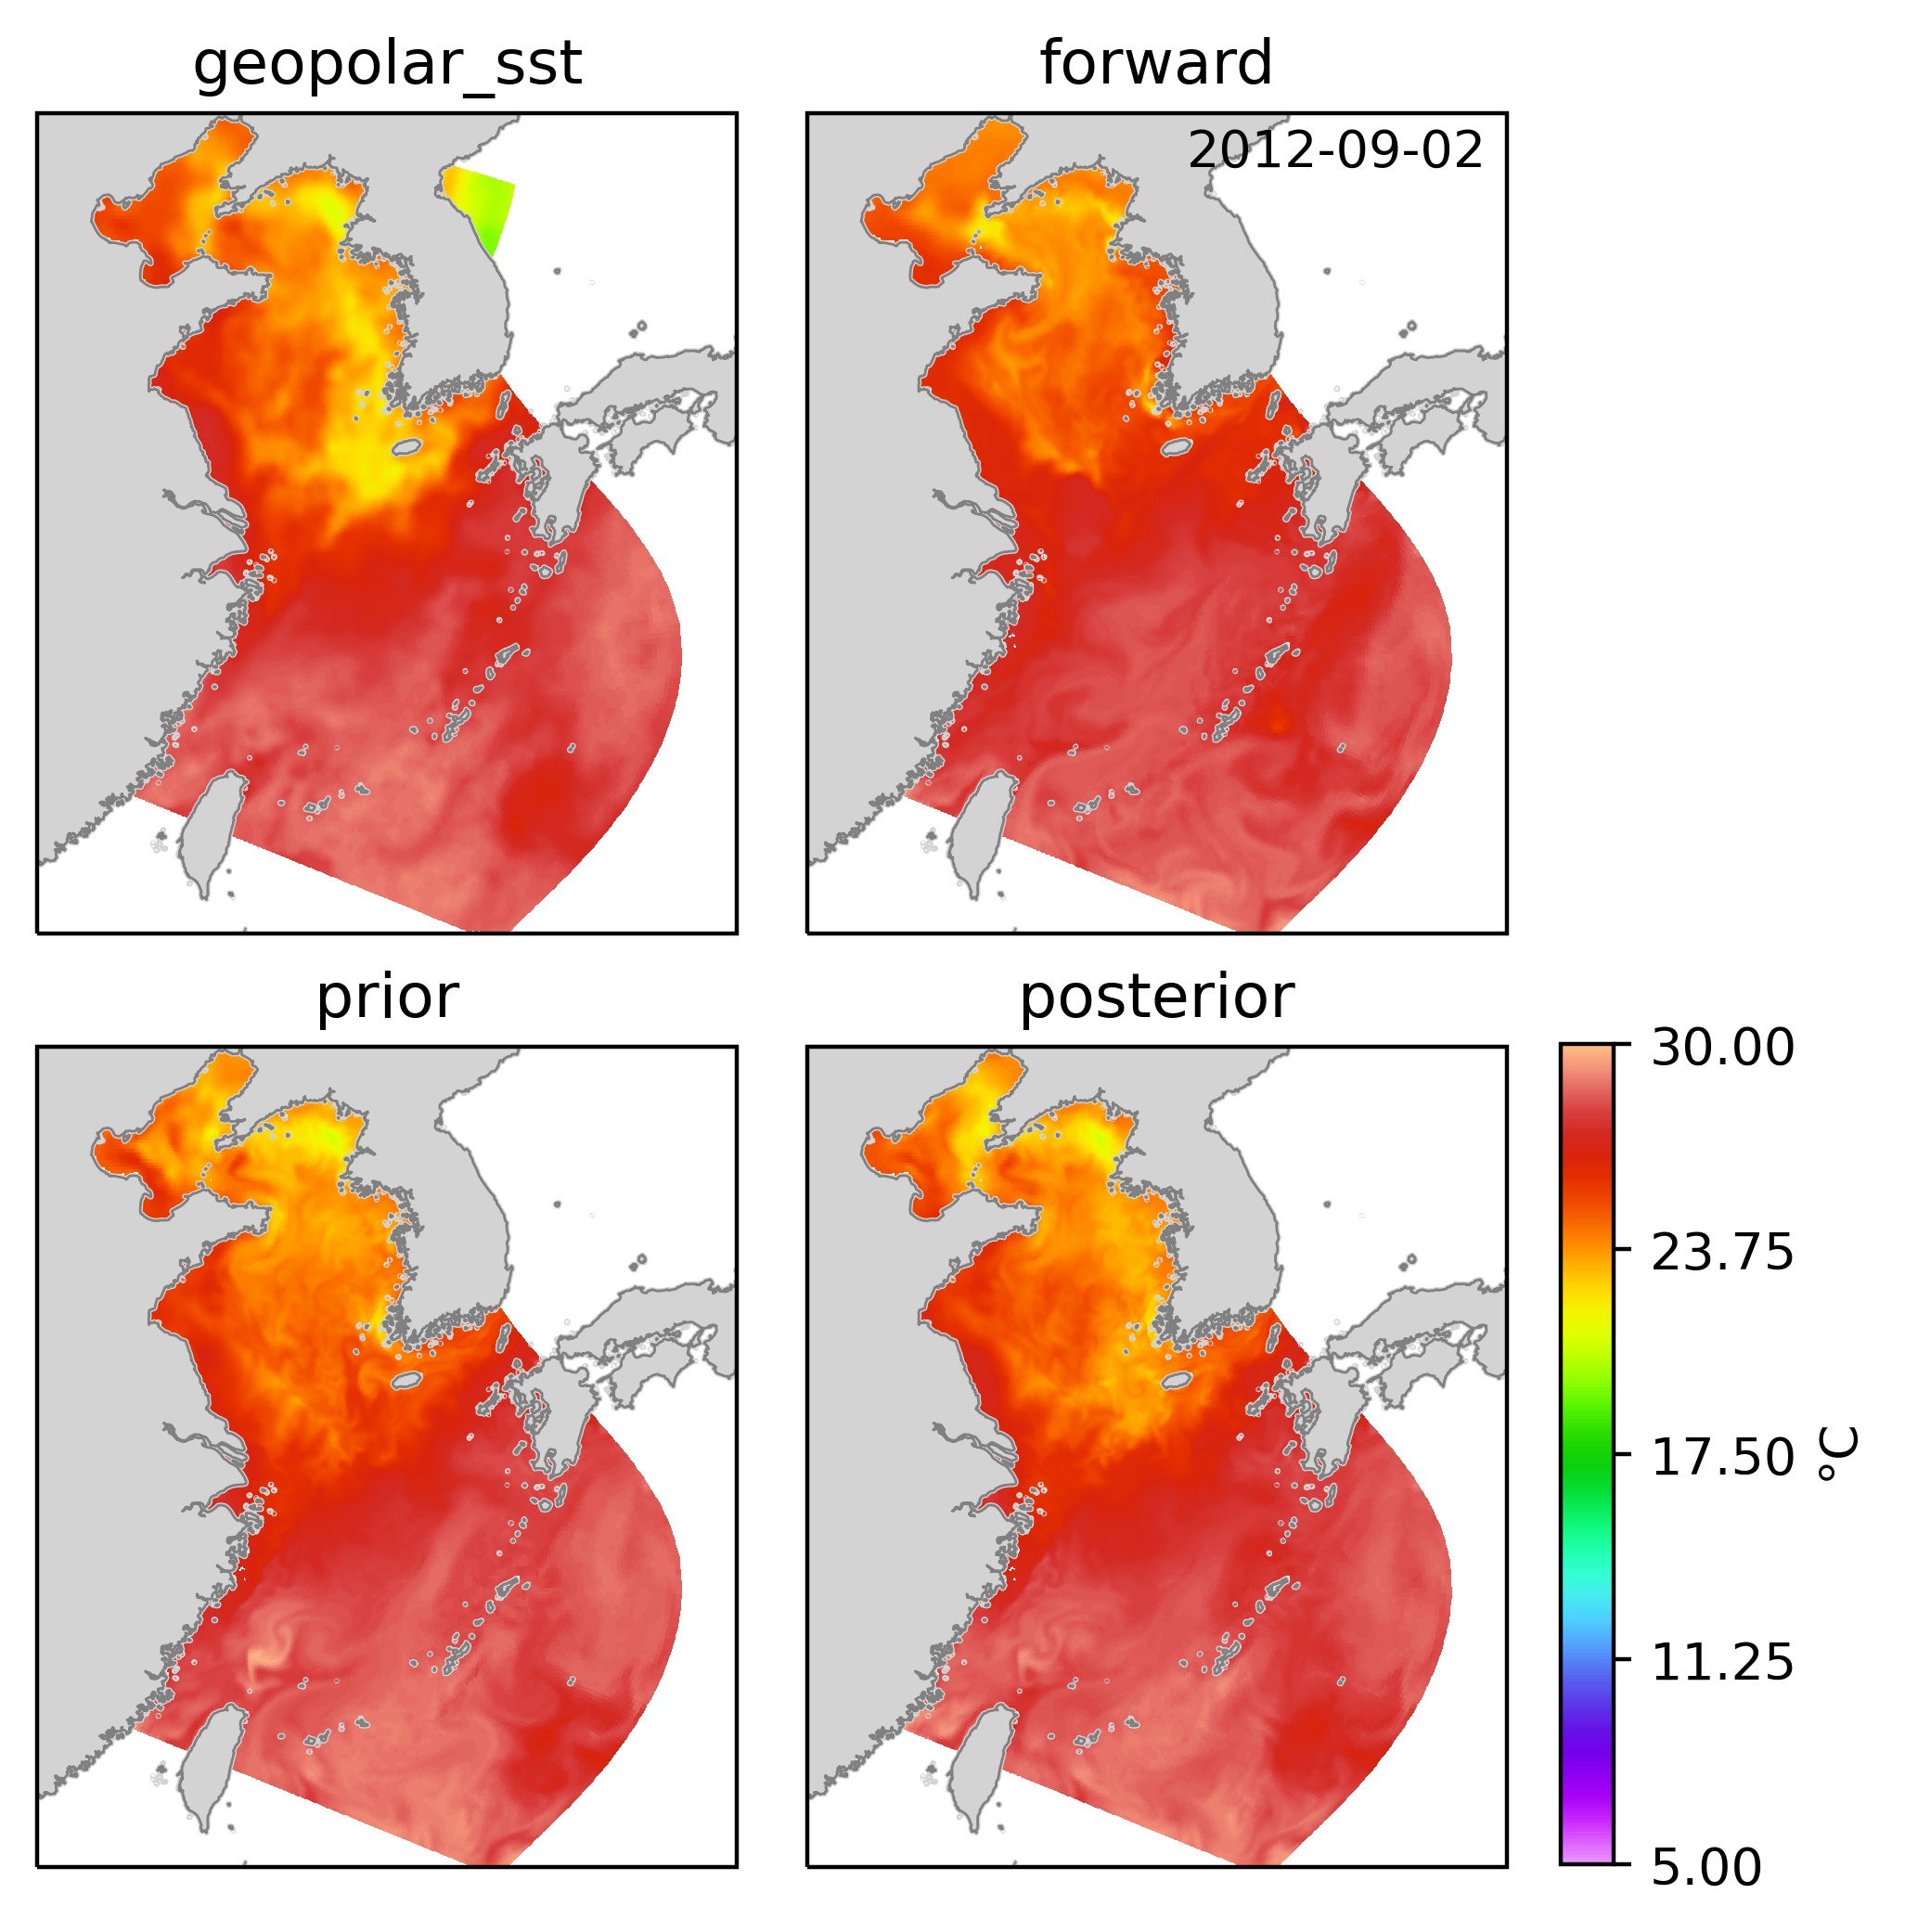 geopolar_sst
forward
2012-09-02
prior
posterior
30.00
23.75
17.50
11.25
5.00
°C